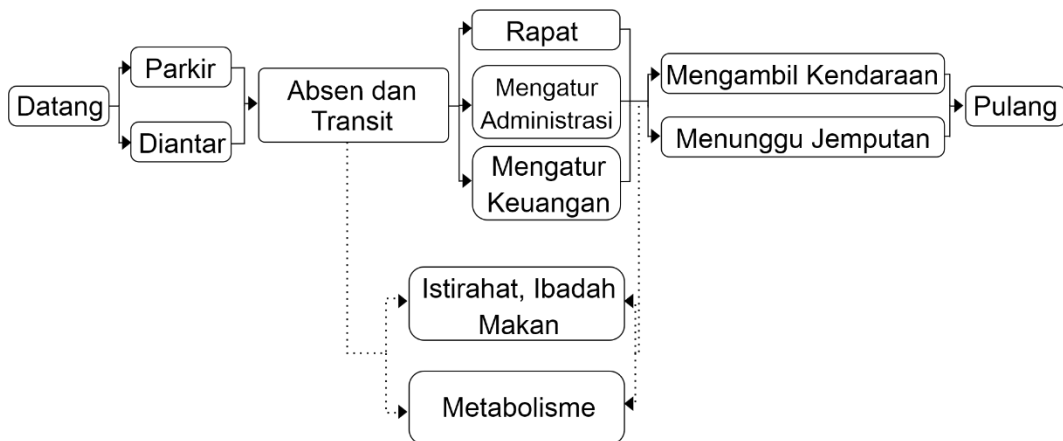 Datang
Parkir
Diantar
Absen dan
Transit
Rapat
Mengatur
Administrasi
Mengatur
Keuangan
Mengambil Kendaraan
Menunggu Jemputan
Pulang
Istirahat, Ibadah
Makan
Metabolisme